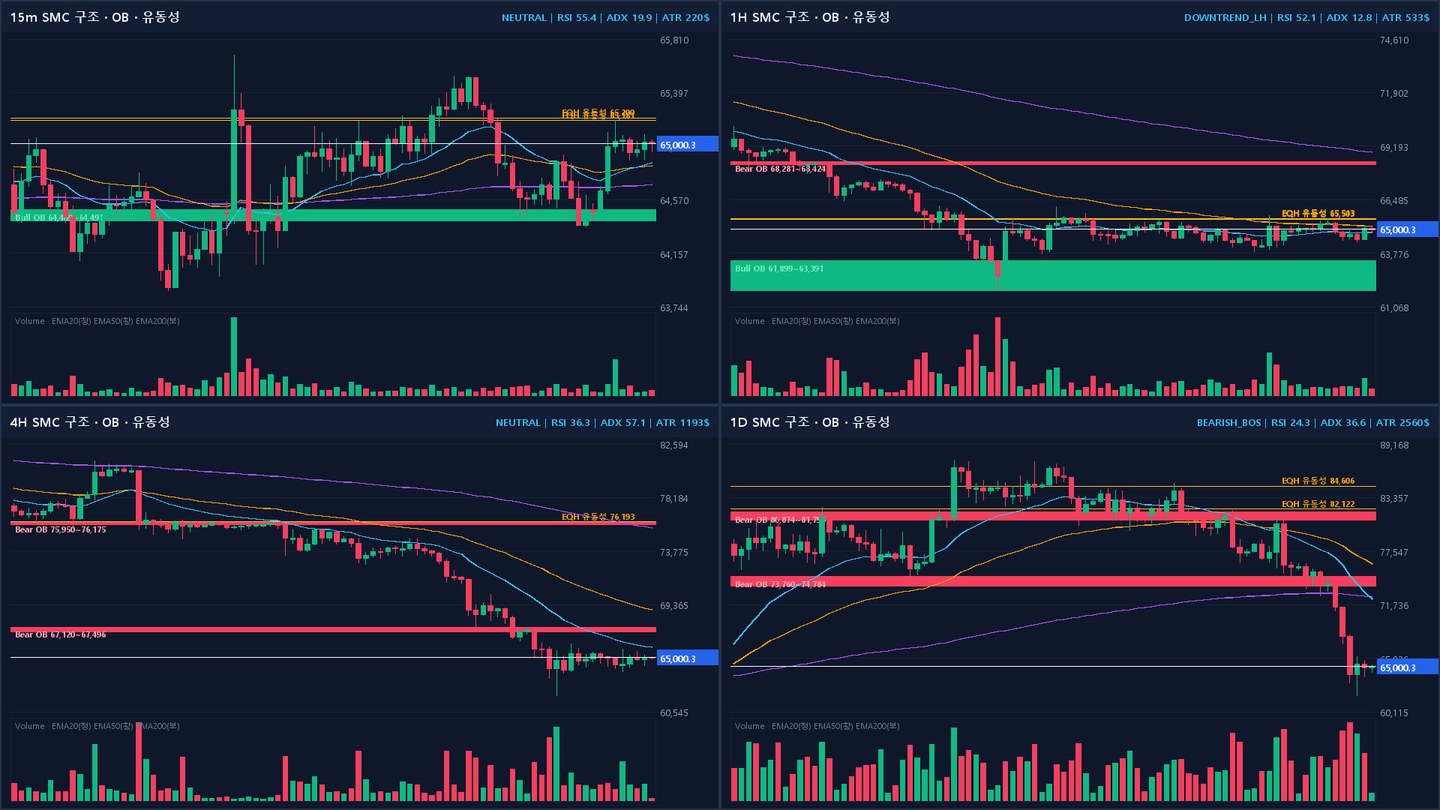 15m SMC 구조 · OB · 유동성
NEUTRAL | RSI 55.4 | ADX 19.9 | ATR 220$
65,810
65,397
EQH 유동성
65,000.3
64,570
Bull OB
64,157
63,744
Volume · EMA20(청) EMA50(황) EMA200(보)
1H SMC 구조 · OB · 유동성
DOWNTREND_LH | RSI 52.1 | ADX 12.8 | ATR 533$
74,610
71,902
69,193
Bear OB 68,281~68,424
66,485
EQH 유동성 65,503
65,000.3
63,776
Bull OB 61,899~63,391
61,068
Volume · EMA20(청) EMA50(황) EMA200(보)
4H SMC 구조 · OB · 유동성
NEUTRAL | RSI 36.3 | ADX 57.1 | ATR 1193$
82,594
78,184
EQH 유동성 76,193
Bear OB 75,950~76,175
73,775
69,365
Bear OB 67,120~67,496
65,000.3
60,545
Volume · EMA20(청) EMA50(황) EMA200(보)
1D SMC 구조 · OB · 유동성
BEARISH_BOS | RSI 24.3 | ADX 36.6 | ATR 2560$
89,168
EQH 유동성 84,606
83,357
EQH 유동성 82,122
Bear OB
77,547
Bear OB 73,760~74,784
71,736
65,000.3
60,115
Volume · EMA20(청) EMA50(황) EMA200(보)